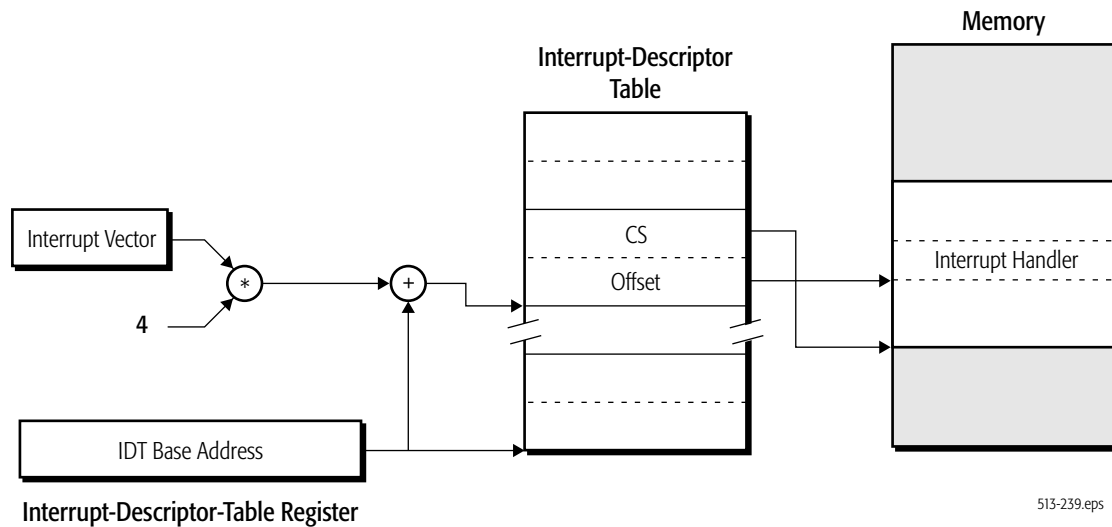 Memory
Interrupt-Descriptor
Table
Interrupt Vector
CS
Interrupt Handler
*
+
Offset
4
IDT Base Address
Interrupt-Descriptor-Table Register
513-239.eps